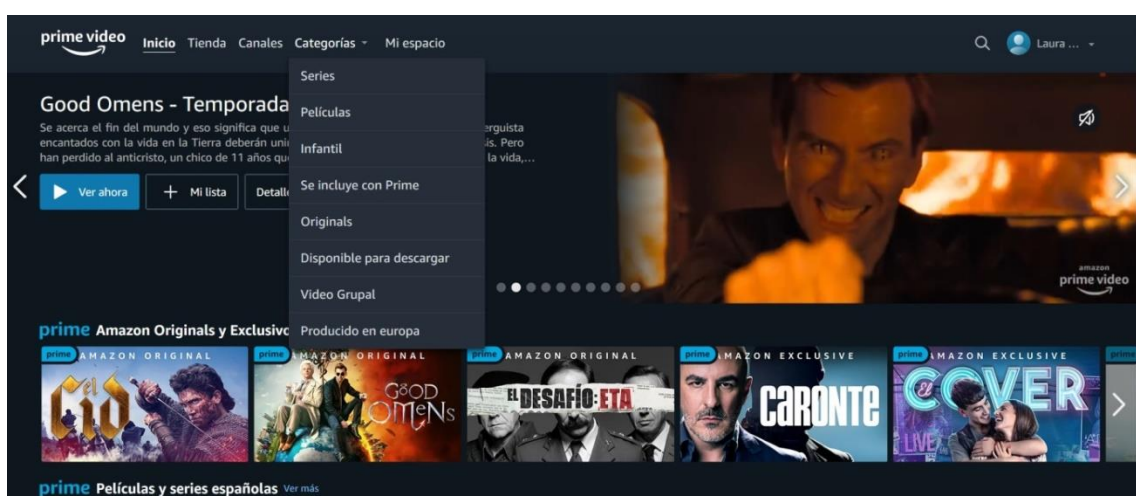 prime video Inicio Tienda Canales Categorías Mi espacio Laura ...
Series
Películas
Infantil
Se incluye con Prime
Originals
Disponible para descargar
Video Grupal
Producido en europa
Good Omens - Temporada
Se acerca el fin del mundo y eso significa que u erguista
encantados con la vida en la Tierra deberán uni sis. Pero
han perdido al anticristo, un chico de 11 años qu la vida,...
Ver ahora + Mi lista Detall
amazon
prime video
prime Amazon Originals y Exclusivo
prime AMAZON ORIGINAL
el Cid
prime AMAZON ORIGINAL
GOOD OMENS
prime AMAZON ORIGINAL
EL DESAFÍO: ETA
prime AMAZON EXCLUSIVE
CARONTE
prime AMAZON EXCLUSIVE
el COVER
LIVE
prime
prime Películas y series españolas Ver más